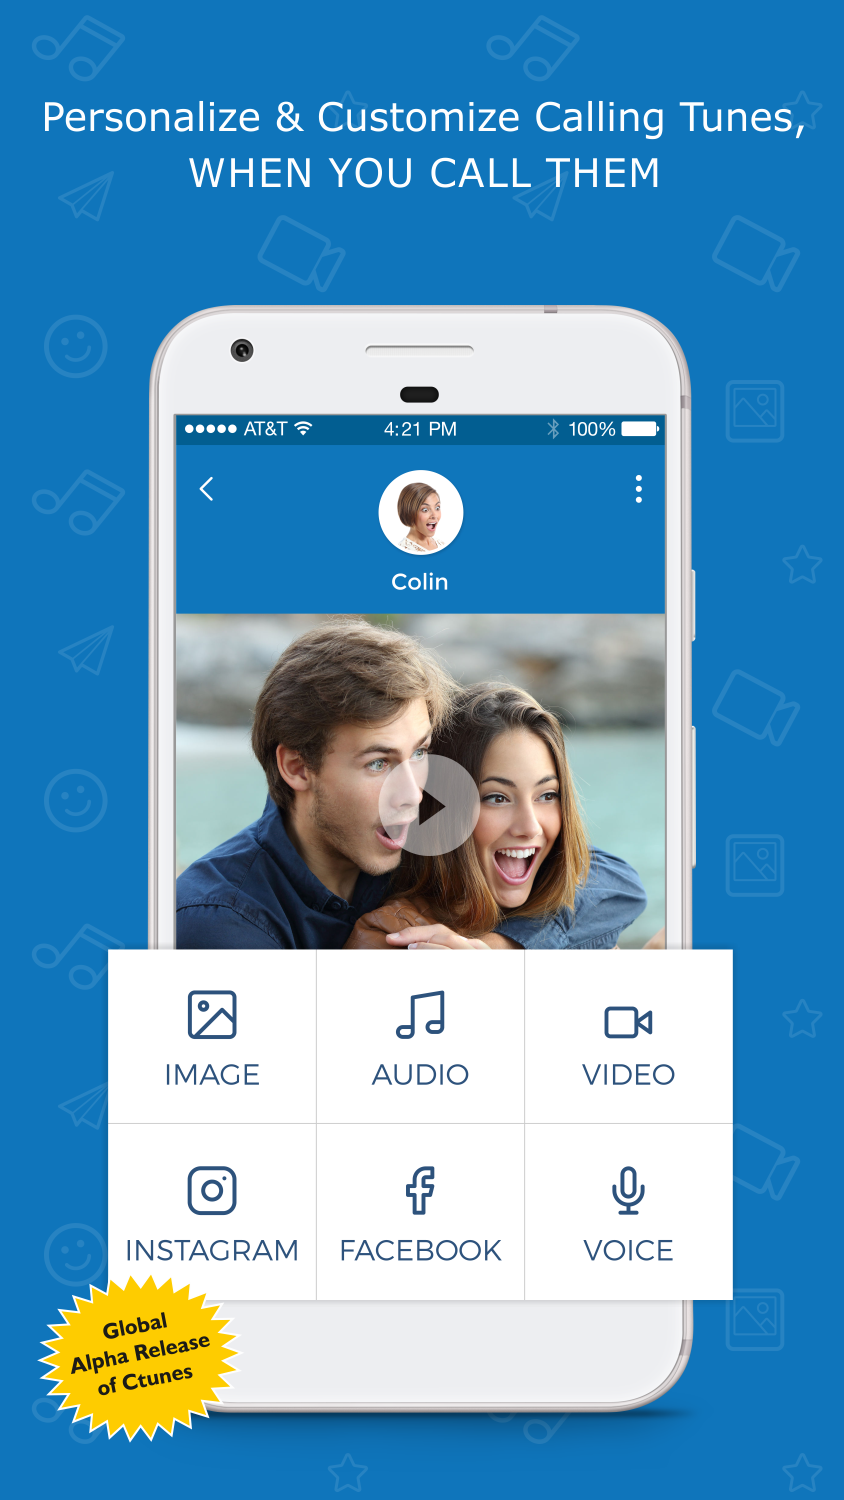 Personalize & Customize Calling Tunes,
WHEN YOU CALL THEM
AT&T 4:21 PM 100%
Colin
IMAGE AUDIO VIDEO
INSTAGRAM FACEBOOK VOICE
Global
Alpha Release
of Ctunes